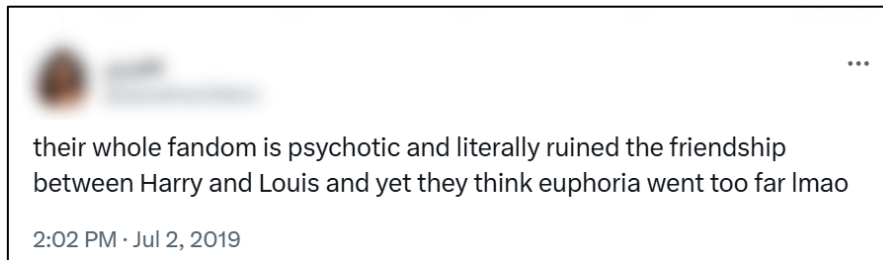 their whole fandom is psychotic and literally ruined the friendship
between Harry and Louis and yet they think euphoria went too far lmao
2:02 PM · Jul 2, 2019